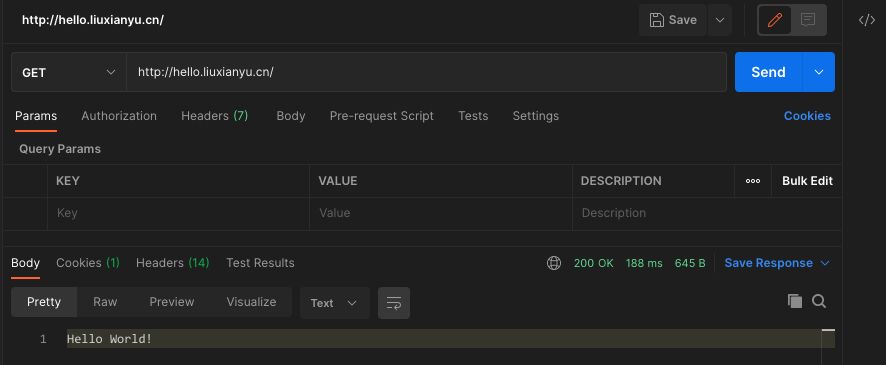 http://hello.liuxianyu.cn/ Save
GET http://hello.liuxianyu.cn/ Send
Params Authorization Headers (7) Body Pre-request Script Tests Settings Cookies
Query Params
KEY VALUE DESCRIPTION Bulk Edit
Key Value Description
Body Cookies (1) Headers (14) Test Results 200 OK 188 ms 645 B Save Response
Pretty Raw Preview Visualize Text
1 Hello World!